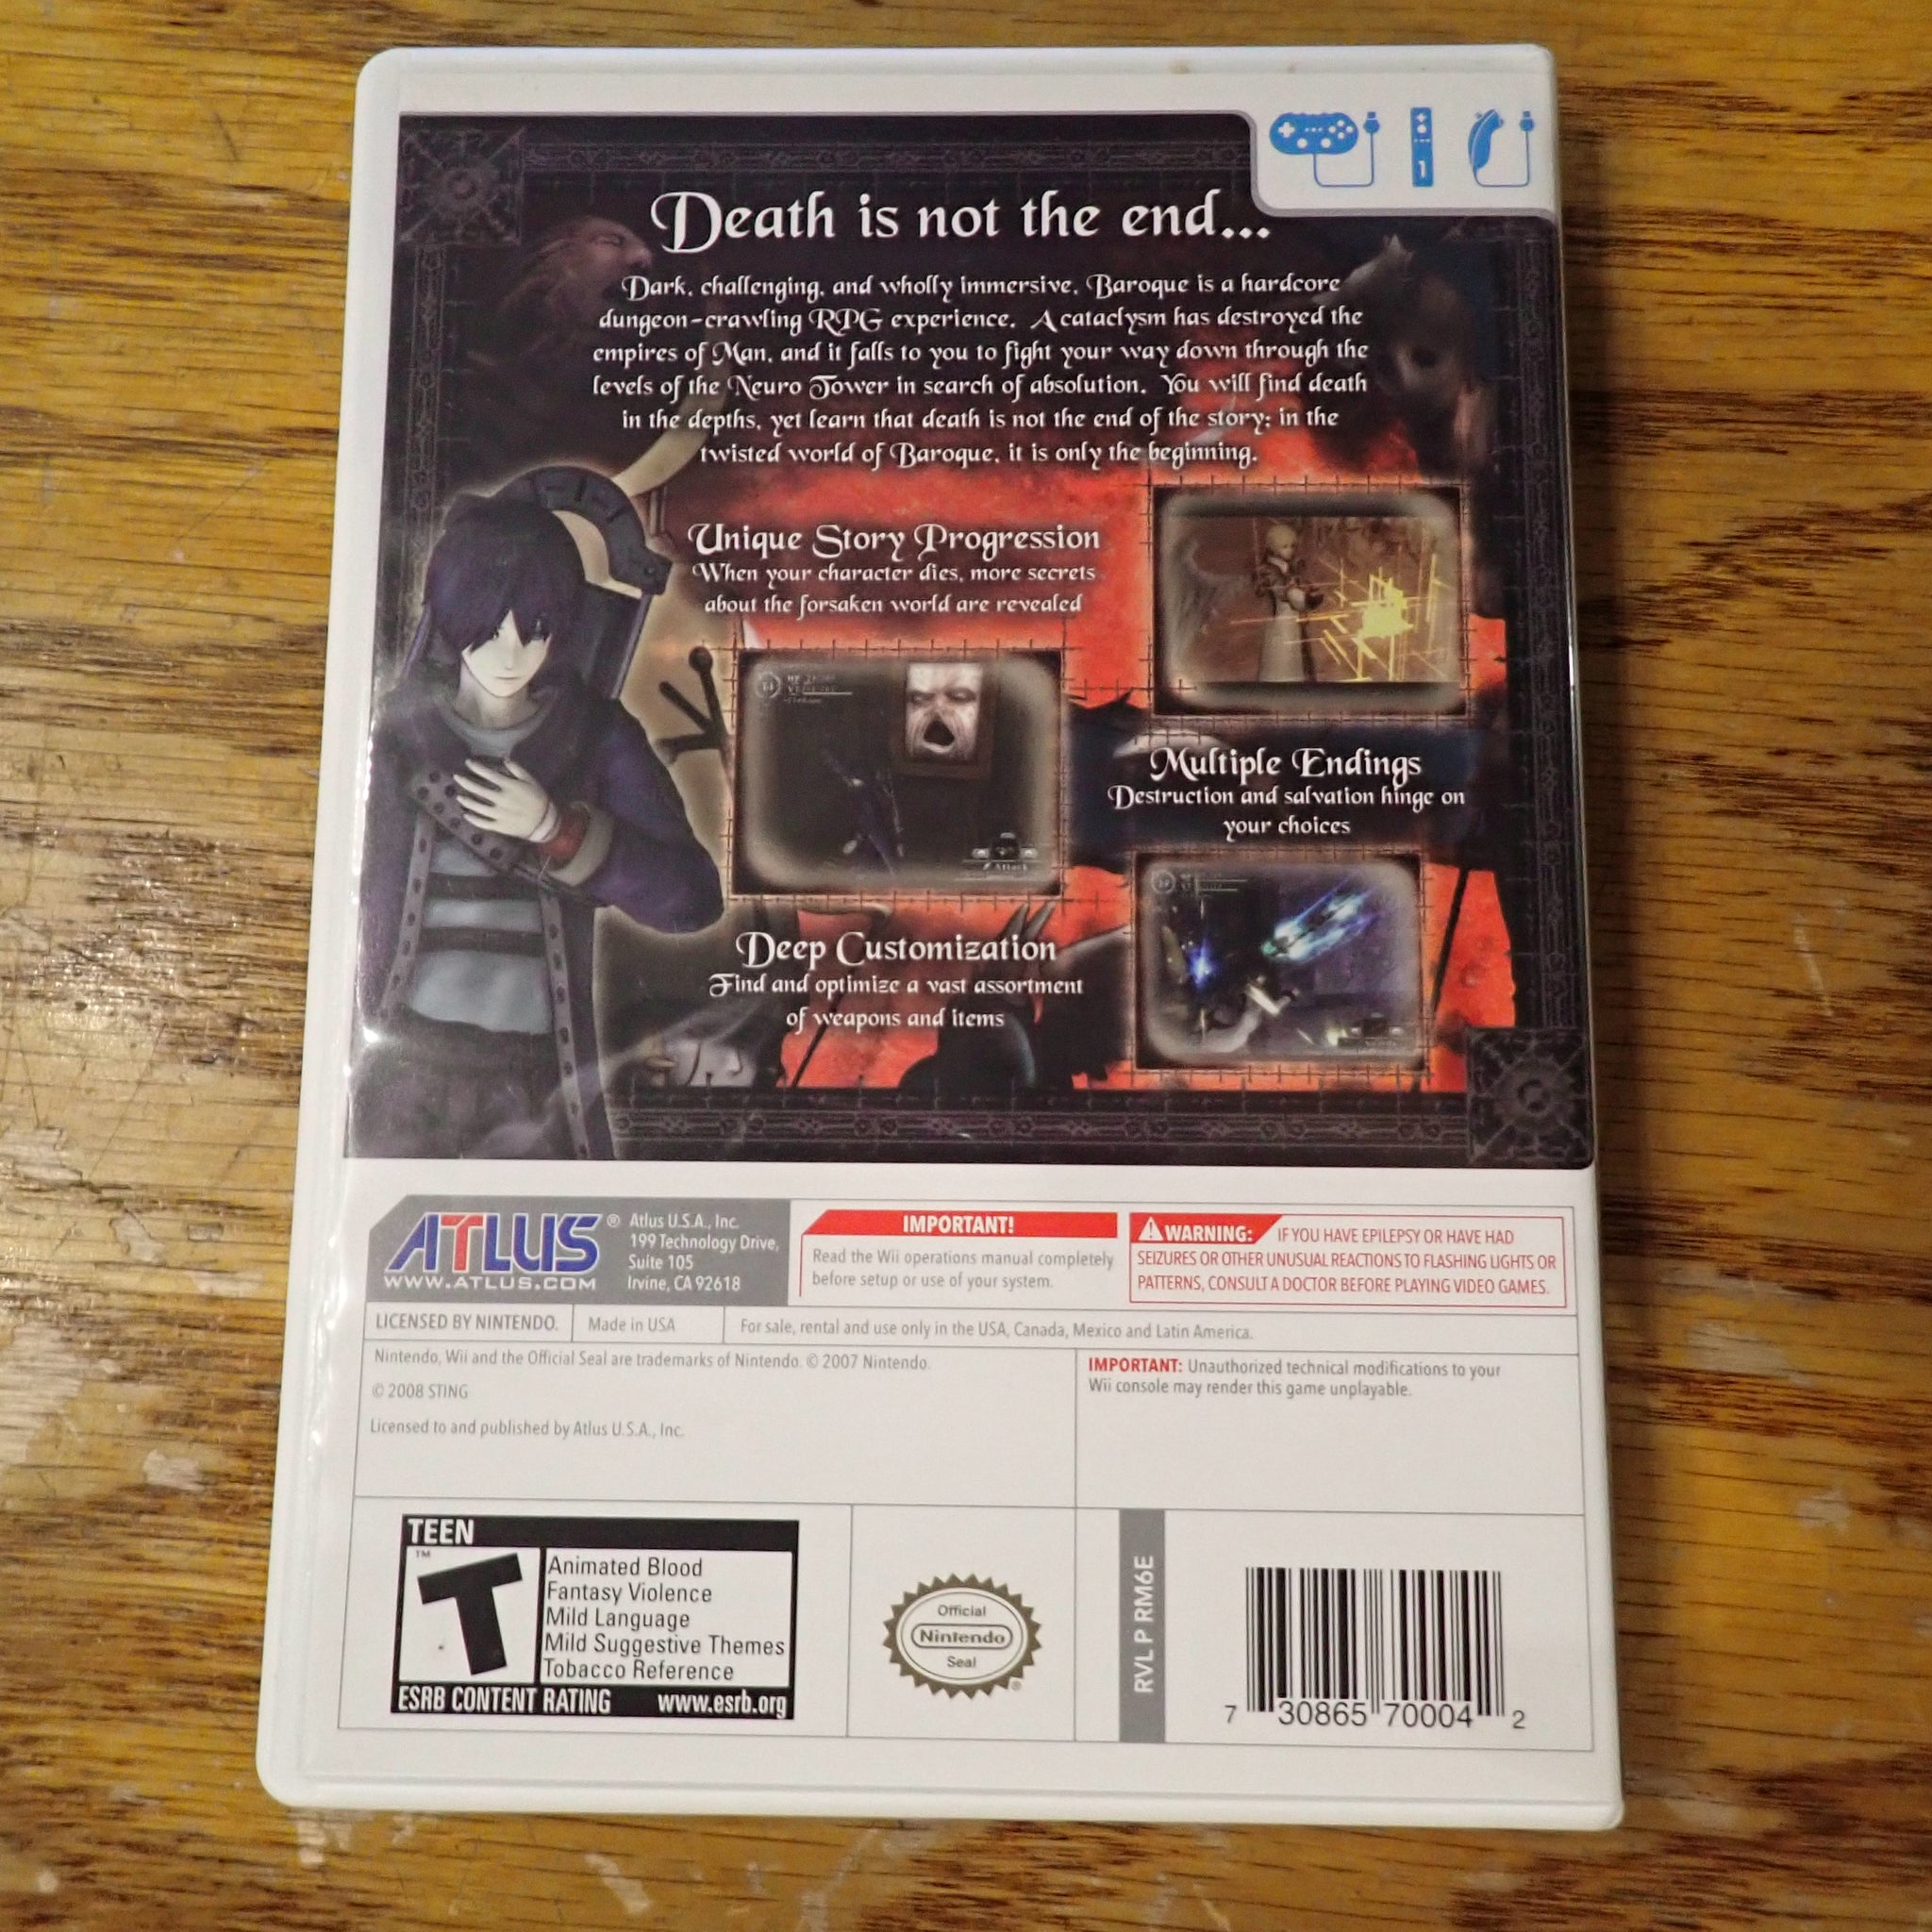 Death is not the end...
Dark, challenging, and wholly immersive, Baroque is a hardcore
dungeon-crawling RPG experience. A cataclysm has destroyed the
empires of Man, and it falls to you to fight your way down through the
levels of the Neuro Tower in search of absolution. You will find death
in the depths, yet learn that death is not the end of the story; in the
twisted world of Baroque, it is only the beginning.
Unique Story Progression
When your character dies, more secrets
about the forsaken world are revealed
Multiple Endings
Destruction and salvation hinge on
your choices
Attack
Deep Customization
Find and optimize a vast assortment
of weapons and items
ATLUS®
WWW.ATLUS.COM
Atlus U.S.A., Inc.
199 Technology Drive,
Suite 105
Irvine, CA 92618
IMPORTANT!
Read the Wii operations manual completely
before setup or use of your system.
WARNING: IF YOU HAVE EPILEPSY OR HAVE HAD
SEIZURES OR OTHER UNUSUAL REACTIONS TO FLASHING LIGHTS OR
PATTERNS, CONSULT A DOCTOR BEFORE PLAYING VIDEO GAMES.
LICENSED BY NINTENDO.
Made in USA
For sale, rental and use only in the USA, Canada, Mexico and Latin America.
Nintendo, Wii and the Official Seal are trademarks of Nintendo. © 2007 Nintendo.
© 2008 STING
Licensed to and published by Atlus U.S.A., Inc.
IMPORTANT: Unauthorized technical modifications to your
Wii console may render this game unplayable.
TEEN
T™
Animated Blood
Fantasy Violence
Mild Language
Mild Suggestive Themes
Tobacco Reference
ESRB CONTENT RATING www.esrb.org
Official
Nintendo
Seal®
RVL P RM6E
7 30865 70004 2
1